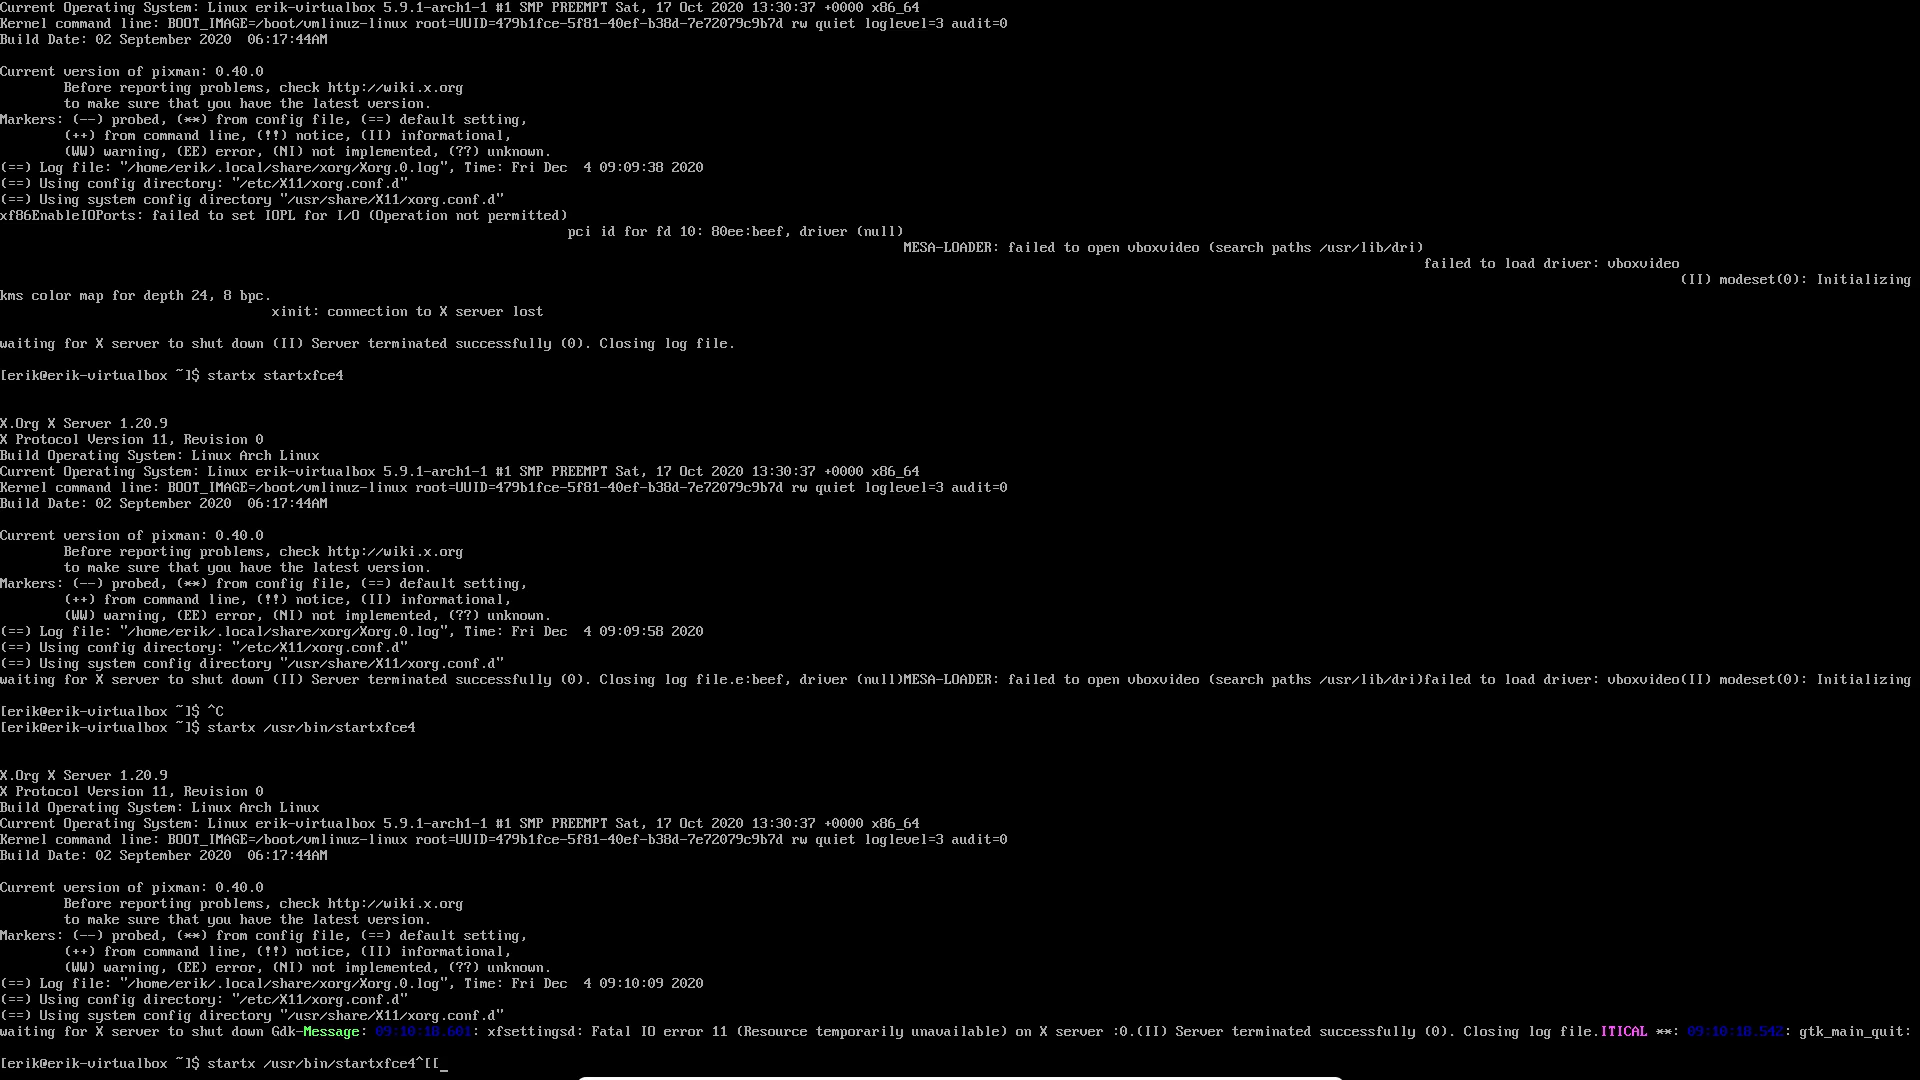 Current Operating System: Linux erik-virtualbox 5.9.1-arch1-1 #1 SMP PREEMPT Sat, 17 Oct 2020 13:30:37 +0000 x86_64
Kernel command line: BOOT_IMAGE=/boot/vmlinuz-linux root=UUID=479b1fce-5f81-40ef-b38d-7e72079c9b7d rw quiet loglevel=3 audit=0
Build Date: 02 September 2020  06:17:44AM

Current version of pixman: 0.40.0
        Before reporting problems, check http://wiki.x.org
        to make sure that you have the latest version.
Markers: (--) probed, (**) from config file, (==) default setting,
        (++) from command line, (!!) notice, (II) informational,
        (WW) warning, (EE) error, (NI) not implemented, (??) unknown.
(==) Log file: "/home/erik/.local/share/xorg/Xorg.0.log", Time: Fri Dec  4 09:09:38 2020
(==) Using config directory: "/etc/X11/xorg.conf.d"
(==) Using system config directory "/usr/share/X11/xorg.conf.d"
xf86EnableIOPorts: failed to set IOPL for I/O (Operation not permitted)
pci id for fd 10: 80ee:beef, driver (null)
MESA-LOADER: failed to open vboxvideo (search paths /usr/lib/dri)
failed to load driver: vboxvideo
(II) modeset(0): Initializing
kms color map for depth 24, 8 bpc.
xinit: connection to X server lost

waiting for X server to shut down (II) Server terminated successfully (0). Closing log file.

[erik@erik-virtualbox ~]$ startx startxfce4


X.Org X Server 1.20.9
X Protocol Version 11, Revision 0
Build Operating System: Linux Arch Linux
Current Operating System: Linux erik-virtualbox 5.9.1-arch1-1 #1 SMP PREEMPT Sat, 17 Oct 2020 13:30:37 +0000 x86_64
Kernel command line: BOOT_IMAGE=/boot/vmlinuz-linux root=UUID=479b1fce-5f81-40ef-b38d-7e72079c9b7d rw quiet loglevel=3 audit=0
Build Date: 02 September 2020  06:17:44AM

Current version of pixman: 0.40.0
        Before reporting problems, check http://wiki.x.org
        to make sure that you have the latest version.
Markers: (--) probed, (**) from config file, (==) default setting,
        (++) from command line, (!!) notice, (II) informational,
        (WW) warning, (EE) error, (NI) not implemented, (??) unknown.
(==) Log file: "/home/erik/.local/share/xorg/Xorg.0.log", Time: Fri Dec  4 09:09:58 2020
(==) Using config directory: "/etc/X11/xorg.conf.d"
(==) Using system config directory "/usr/share/X11/xorg.conf.d"
waiting for X server to shut down (II) Server terminated successfully (0). Closing log file.e:beef, driver (null)MESA-LOADER: failed to open vboxvideo (search paths /usr/lib/dri)failed to load driver: vboxvideo(II) modeset(0): Initializing

[erik@erik-virtualbox ~]$ ^C
[erik@erik-virtualbox ~]$ startx /usr/bin/startxfce4


X.Org X Server 1.20.9
X Protocol Version 11, Revision 0
Build Operating System: Linux Arch Linux
Current Operating System: Linux erik-virtualbox 5.9.1-arch1-1 #1 SMP PREEMPT Sat, 17 Oct 2020 13:30:37 +0000 x86_64
Kernel command line: BOOT_IMAGE=/boot/vmlinuz-linux root=UUID=479b1fce-5f81-40ef-b38d-7e72079c9b7d rw quiet loglevel=3 audit=0
Build Date: 02 September 2020  06:17:44AM

Current version of pixman: 0.40.0
        Before reporting problems, check http://wiki.x.org
        to make sure that you have the latest version.
Markers: (--) probed, (**) from config file, (==) default setting,
        (++) from command line, (!!) notice, (II) informational,
        (WW) warning, (EE) error, (NI) not implemented, (??) unknown.
(==) Log file: "/home/erik/.local/share/xorg/Xorg.0.log", Time: Fri Dec  4 09:10:09 2020
(==) Using config directory: "/etc/X11/xorg.conf.d"
(==) Using system config directory "/usr/share/X11/xorg.conf.d"
waiting for X server to shut down Gdk-Message: 09:10:18.601: xfsettingsd: Fatal IO error 11 (Resource temporarily unavailable) on X server :0.(II) Server terminated successfully (0). Closing log file.ITICAL **: 09:10:18.542: gtk_main_quit:

[erik@erik-virtualbox ~]$ startx /usr/bin/startxfce4^[[_